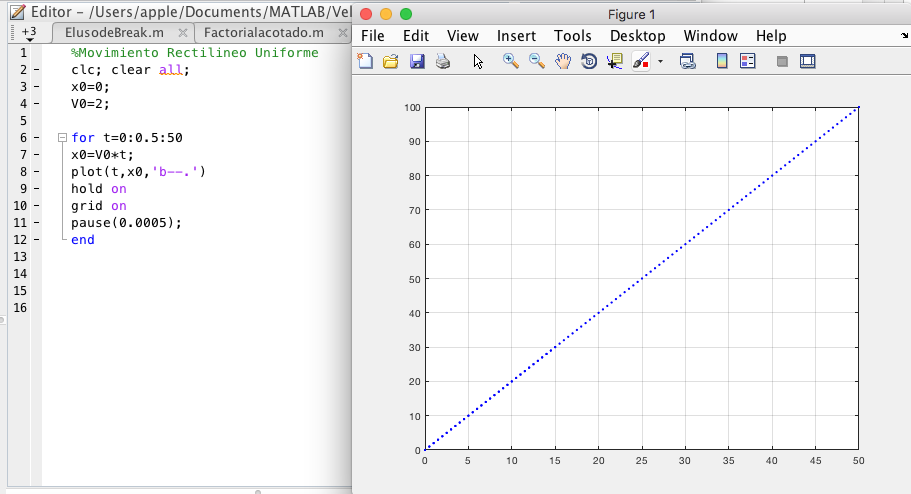 Editor - /Users/apple/Documents/MATLAB/Vel
+3 ElusodeBreak.m × Factorialacotado.m ×
1 %Movimiento Rectilineo Uniforme
2 - clc; clear all;
3 - x0=0;
4 - V0=2;
5
6 - for t=0:0.5:50
7 - x0=V0*t;
8 - plot(t,x0,'b--.')
9 - hold on
10 - grid on
11 - pause(0.0005);
12 - end
13
14
15
16
Figure 1
File Edit View Insert Tools Desktop Window Help
100
90
80
70
60
50
40
30
20
10
0
0 5 10 15 20 25 30 35 40 45 50